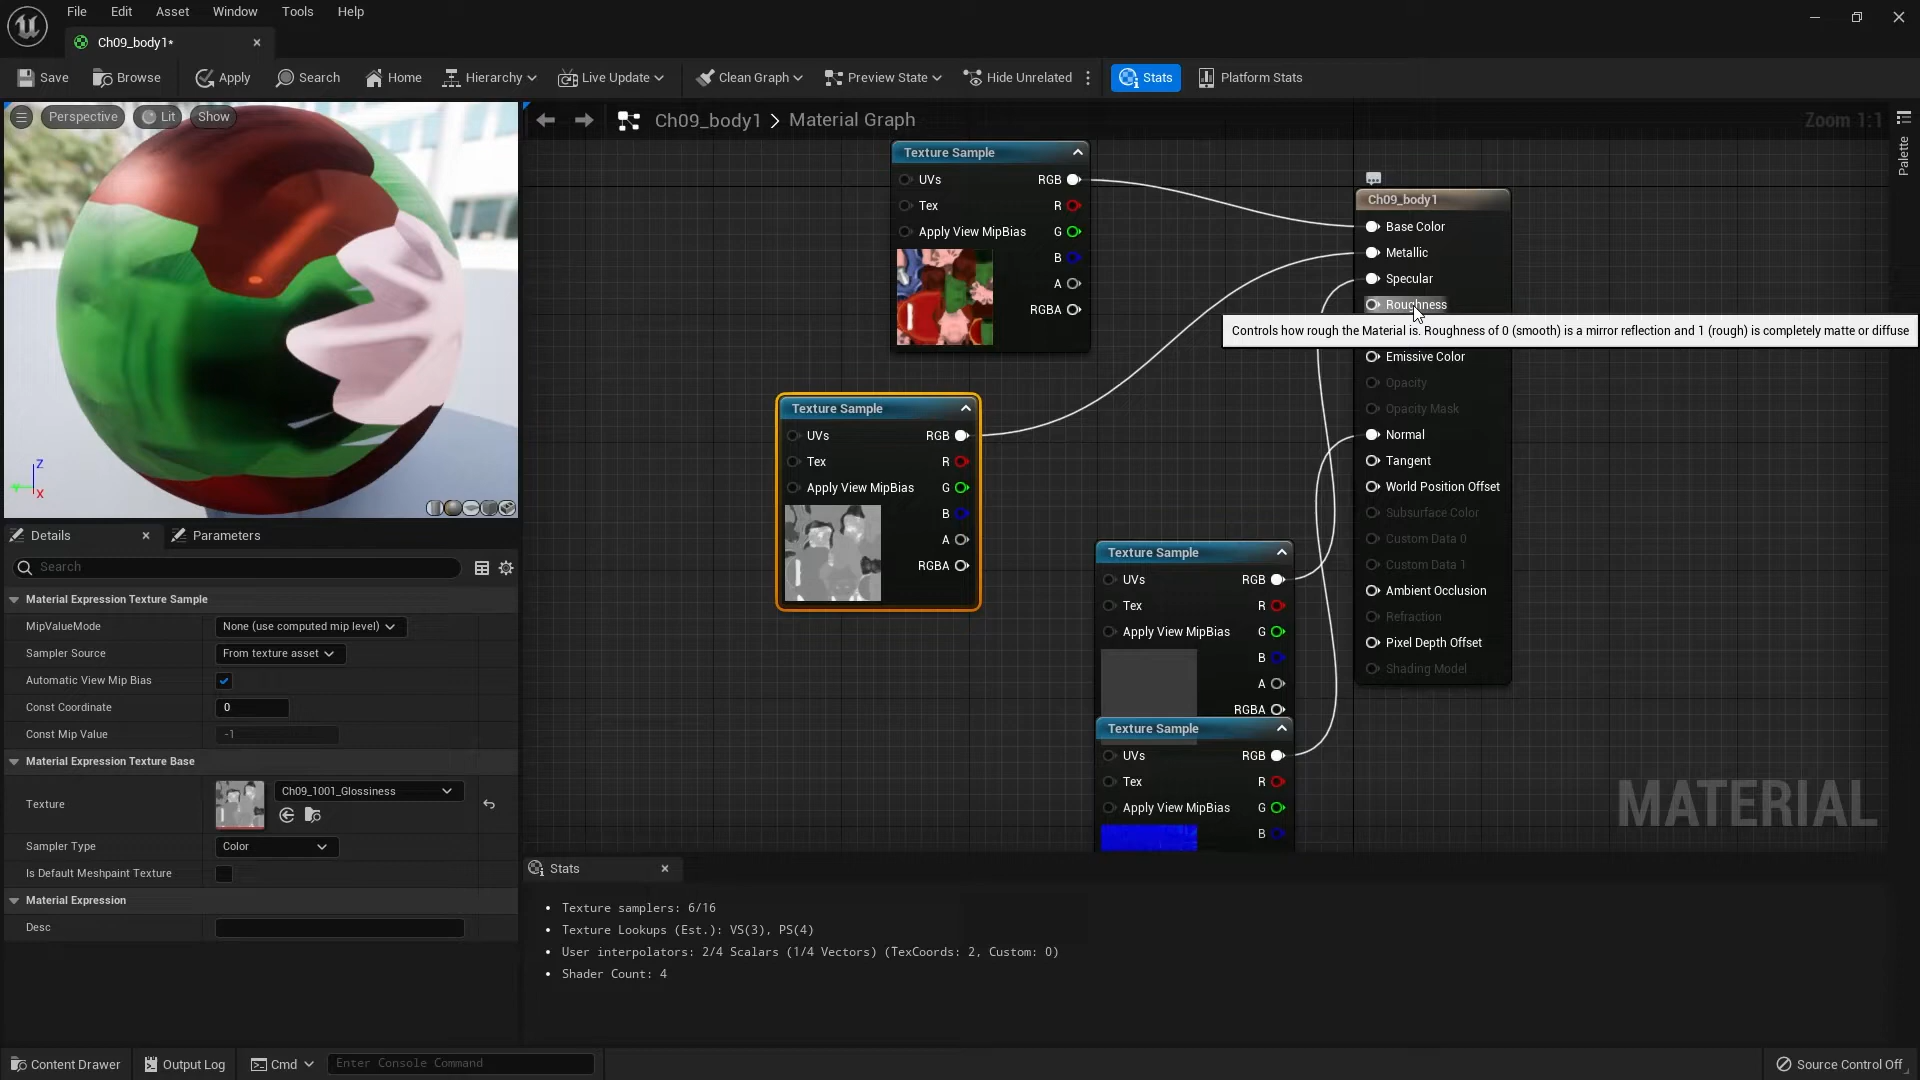 File Edit Asset Window Tools Help
Ch09_body1*
Save Browse Apply Search Home Hierarchy Live Update Clean Graph Preview State Hide Unrelated Stats Platform Stats
Perspective Lit Show
Ch09_body1 > Material Graph
Zoom 1:1
Palette
Texture Sample
UVs RGB
Tex R
Apply View MipBias G
B
A
RGBA
Ch09_body1
Base Color
Metallic
Specular
Roughness
Controls how rough the Material is. Roughness of 0 (smooth) is a mirror reflection and 1 (rough) is completely matte or diffuse
Emissive Color
Opacity
Opacity Mask
Normal
Tangent
World Position Offset
Subsurface Color
Custom Data 0
Custom Data 1
Ambient Occlusion
Refraction
Pixel Depth Offset
Shading Model
Texture Sample
UVs RGB
Tex R
Apply View MipBias G
B
A
RGBA
Texture Sample
UVs RGB
Tex R
Apply View MipBias G
B
A
RGBA
Texture Sample
UVs RGB
Tex R
Apply View MipBias G
B
MATERIAL
Z
Y
X
Details Parameters
Search
Material Expression Texture Sample
MipValueMode None (use computed mip level)
Sampler Source From texture asset
Automatic View Mip Bias
Const Coordinate 0
Const Mip Value -1
Material Expression Texture Base
Texture Ch09_1001_Glossiness
Sampler Type Color
Is Default Meshpaint Texture
Material Expression
Desc
Stats
• Texture samplers: 6/16
• Texture Lookups (Est.): VS(3), PS(4)
• User interpolators: 2/4 Scalars (1/4 Vectors) (TexCoords: 2, Custom: 0)
• Shader Count: 4
Content Drawer Output Log Cmd Enter Console Command Source Control Off